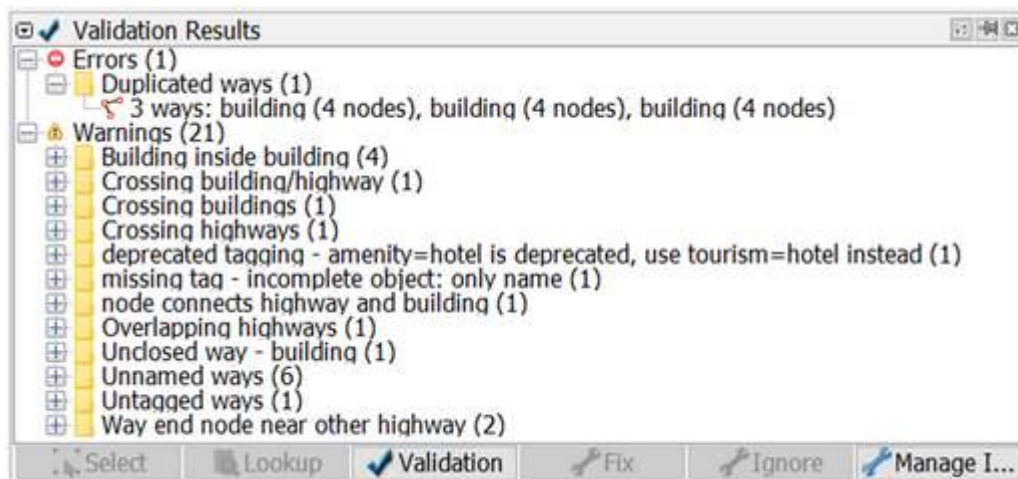 Validation Results
Errors (1)
Duplicated ways (1)
3 ways: building (4 nodes), building (4 nodes), building (4 nodes)
Warnings (21)
Building inside building (4)
Crossing building/highway (1)
Crossing buildings (1)
Crossing highways (1)
deprecated tagging - amenity=hotel is deprecated, use tourism=hotel instead (1)
missing tag - incomplete object: only name (1)
node connects highway and building (1)
Overlapping highways (1)
Unclosed way - building (1)
Unnamed ways (6)
Untagged ways (1)
Way end node near other highway (2)
Select Lookup Validation Fix Ignore Manage I...